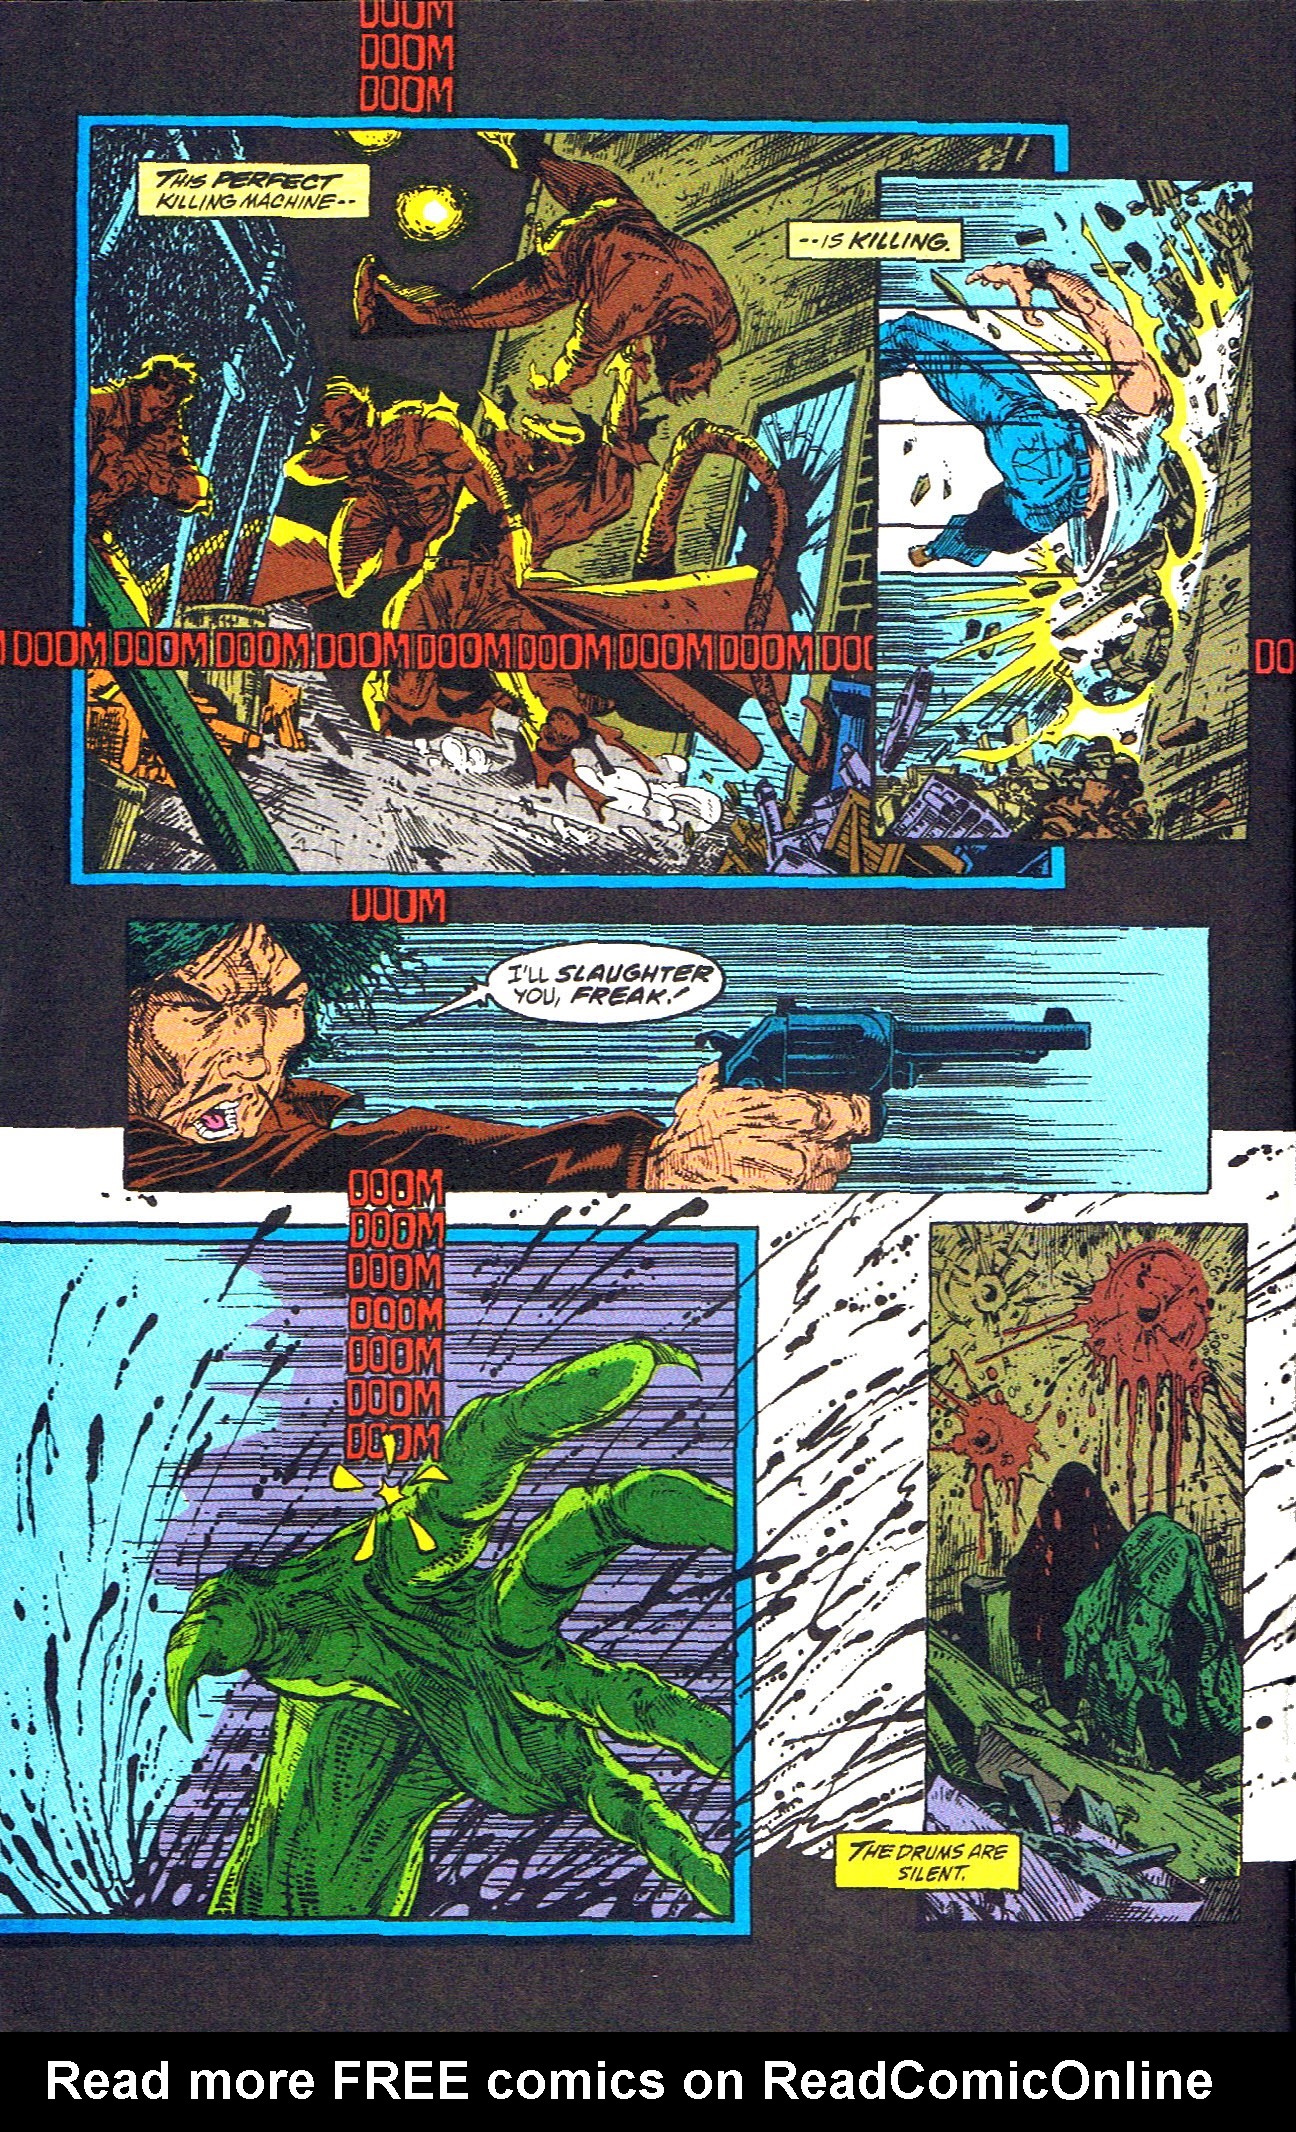 DOOM
DOOM
DOOM
THIS PERFECT
KILLING MACHINE--
--IS KILLING.
DOOM DOOM DOOM DOOM DOOM DOOM DOOM DOOM DOO
DO
DOOM
I'LL SLAUGHTER
YOU, FREAK!
DOOM
DOOM
DOOM
DOOM
DOOM
DOOM
DOOM
THE DRUMS ARE
SILENT.
Read more FREE comics on ReadComicOnline